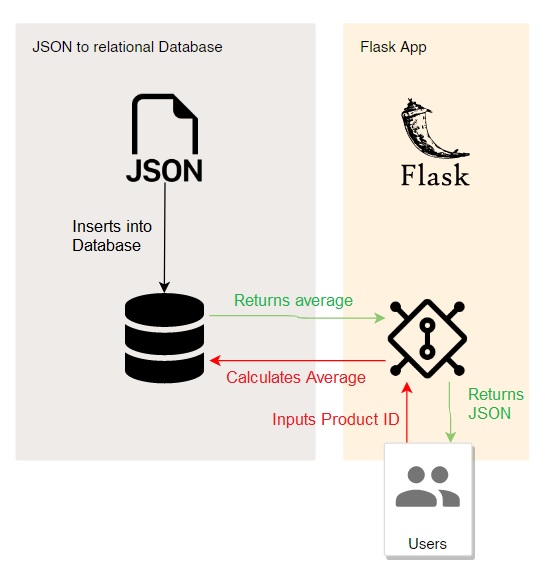 JSON to relational Database
Flask App
JSON
Flask
Inserts into
Database
Returns average
Calculates Average
Inputs Product ID
Returns
JSON
Users